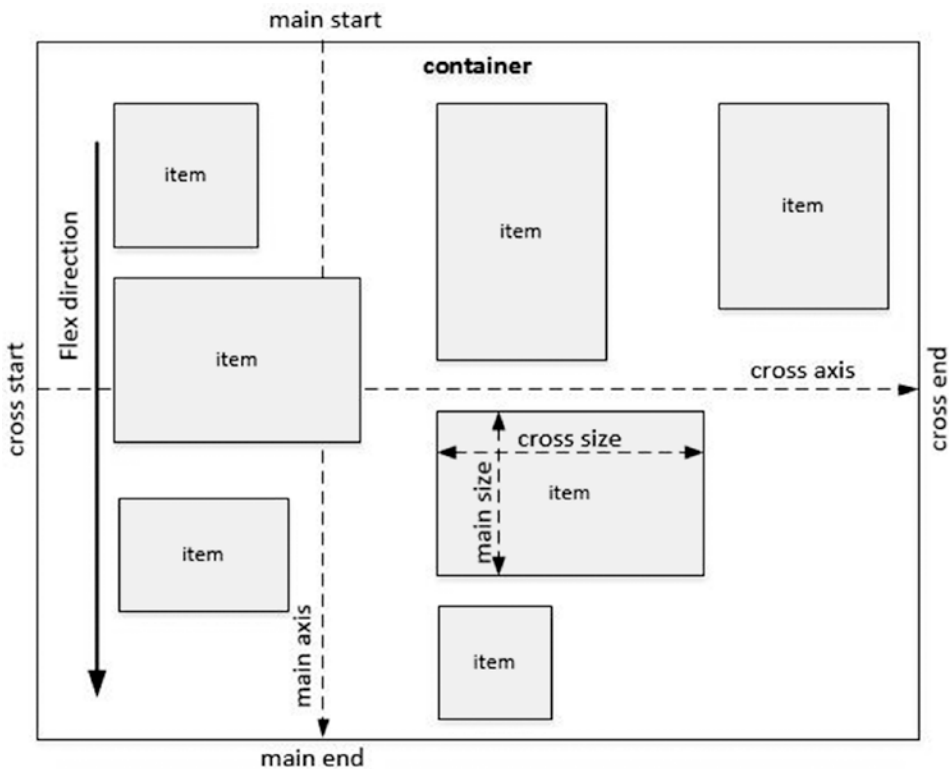 main start
container
item
item
item
Flex direction
item
cross start
cross axis
cross end
cross size
main size
item
item
main axis
item
main end